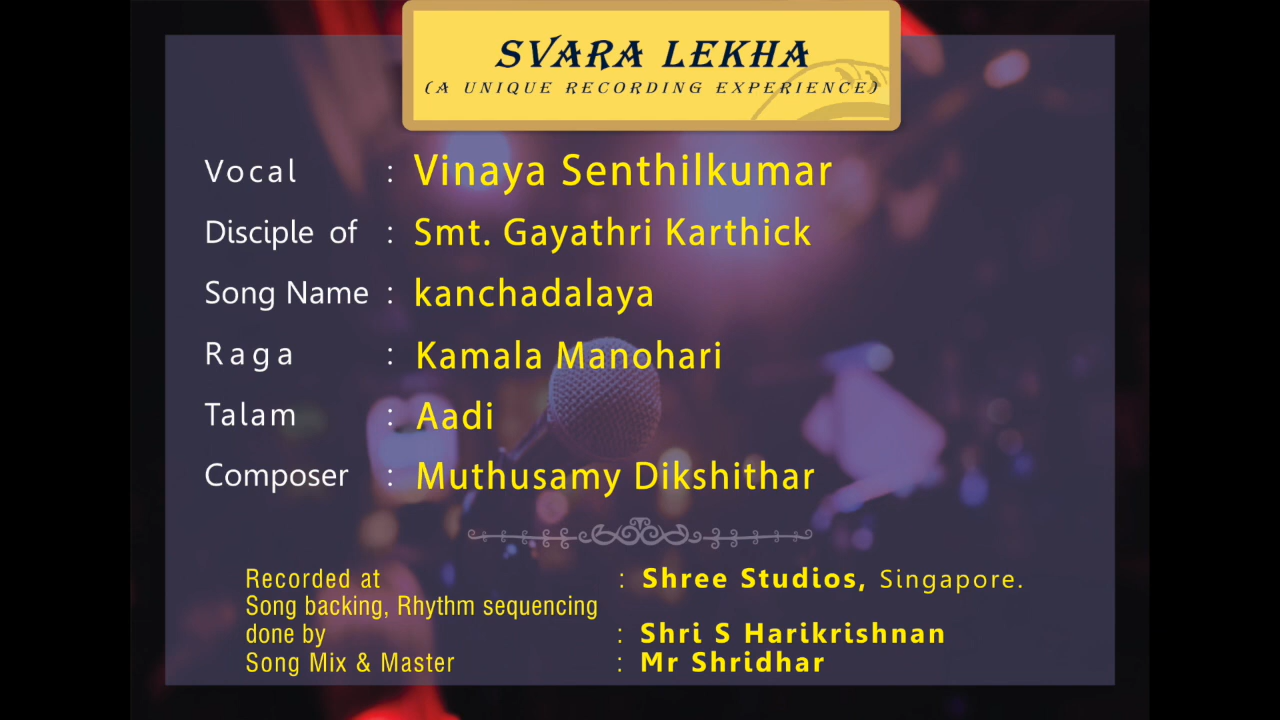 SVARA LEKHA
(A UNIQUE RECORDING EXPERIENCE)
Vocal : Vinaya Senthilkumar
Disciple of : Smt. Gayathri Karthick
Song Name : kanchadalaya
Raga : Kamala Manohari
Talam : Aadi
Composer : Muthusamy Dikshithar
Recorded at : Shree Studios, Singapore.
Song backing, Rhythm sequencing
done by : Shri S Harikrishnan
Song Mix & Master : Mr Shridhar